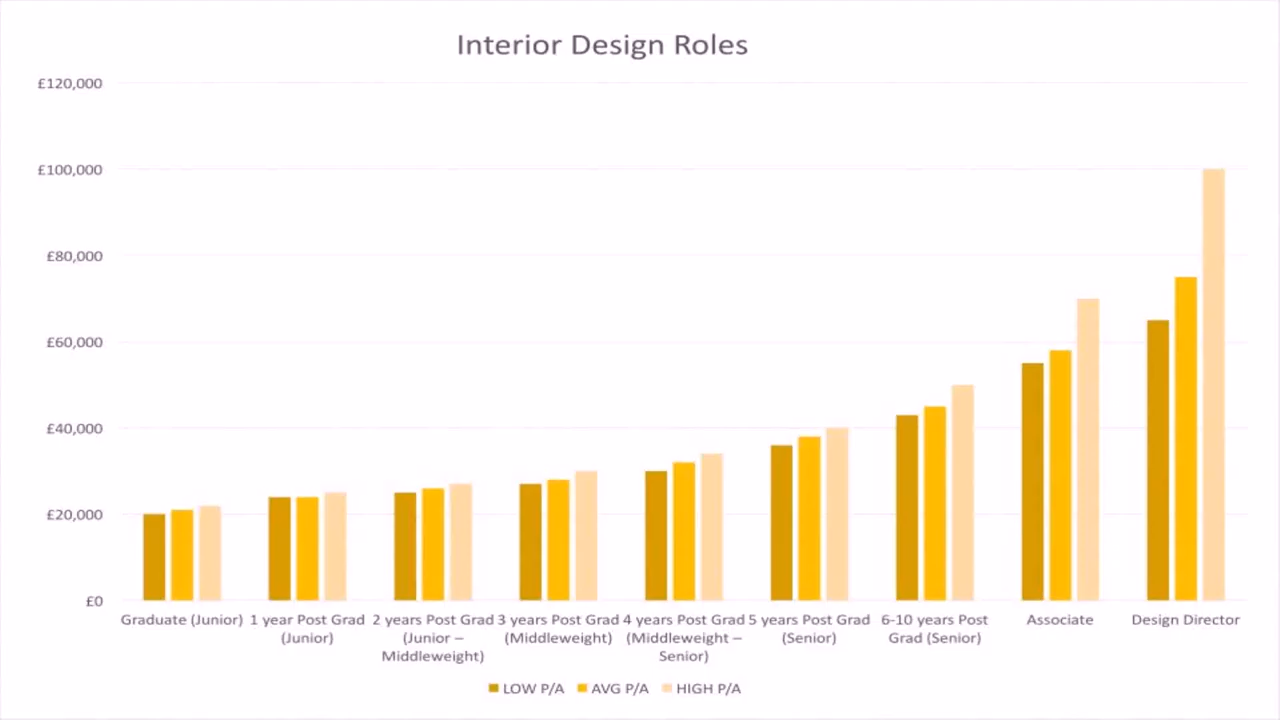 Interior Design Roles
£120,000
£100,000
£80,000
£60,000
£40,000
£20,000
£0
Graduate (Junior)
1 year Post Grad
(Junior)
2 years Post Grad
(Junior –
Middleweight)
3 years Post Grad
(Middleweight)
4 years Post Grad
(Middleweight –
Senior)
5 years Post Grad
(Senior)
6-10 years Post
Grad (Senior)
Associate
Design Director
LOW P/A
AVG P/A
HIGH P/A